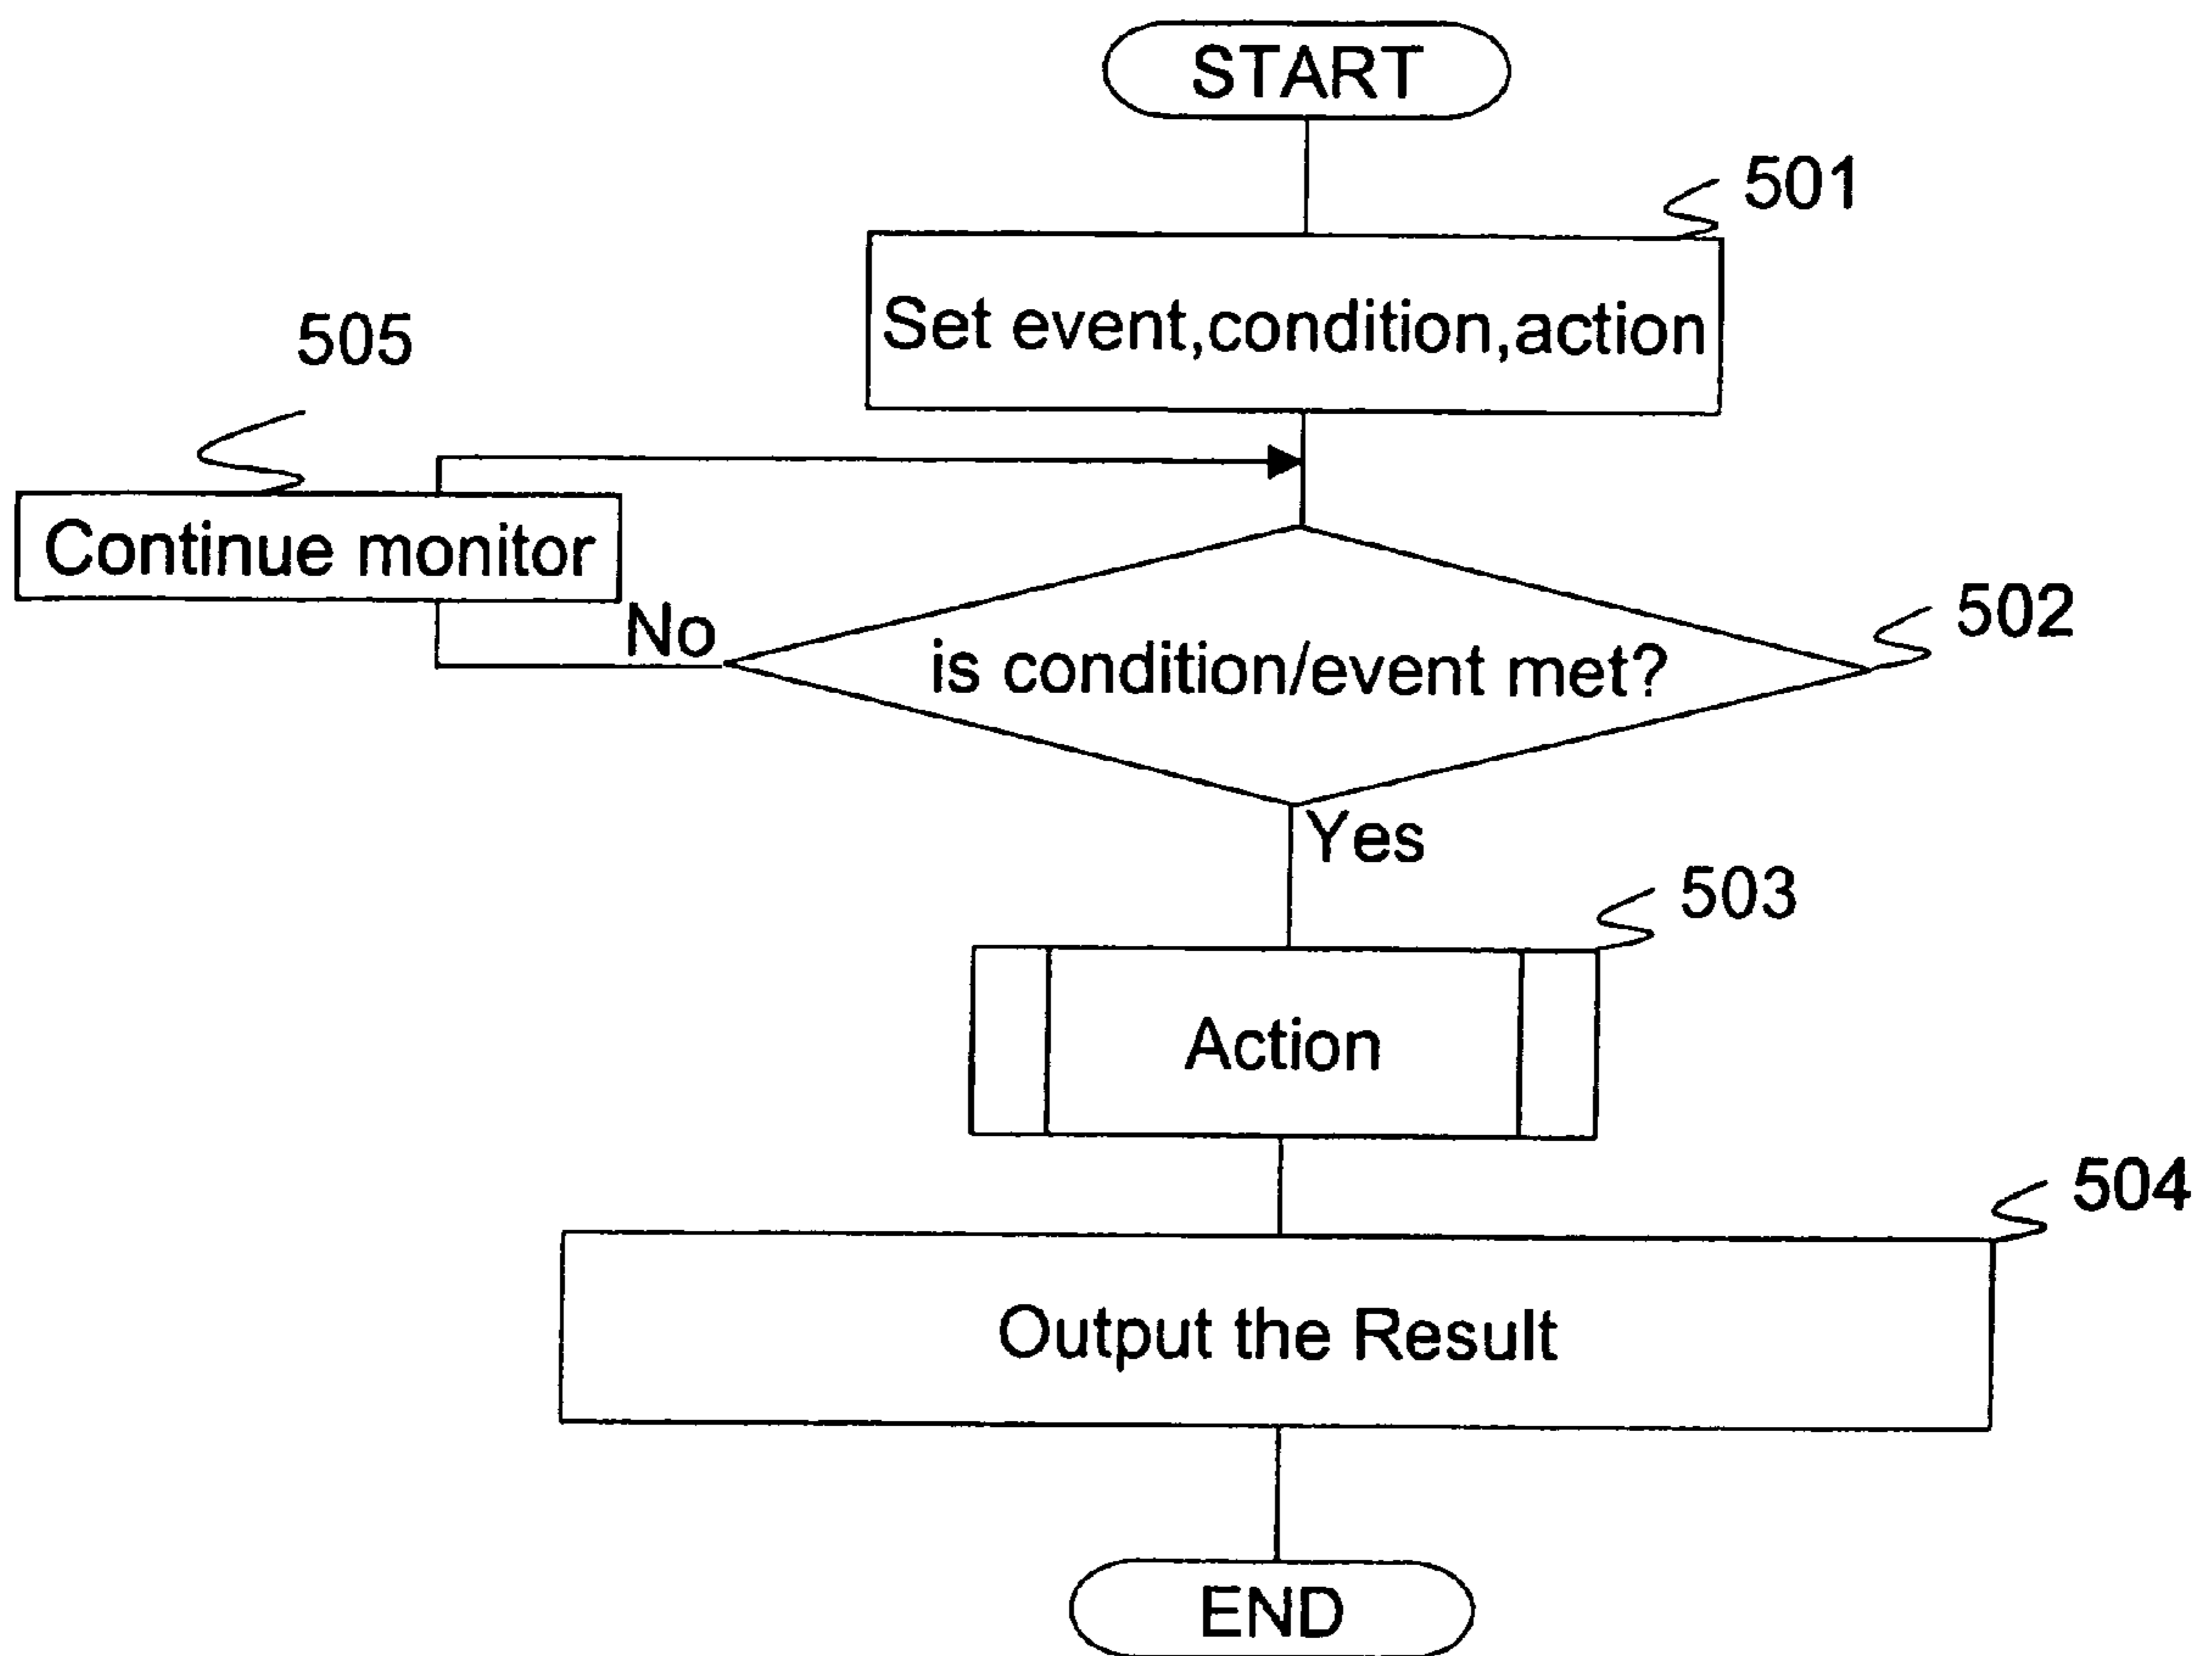 START
501
Set event,condition,action
505
Continue monitor
No
is condition/event met?
502
Yes
503
Action
504
Output the Result
END